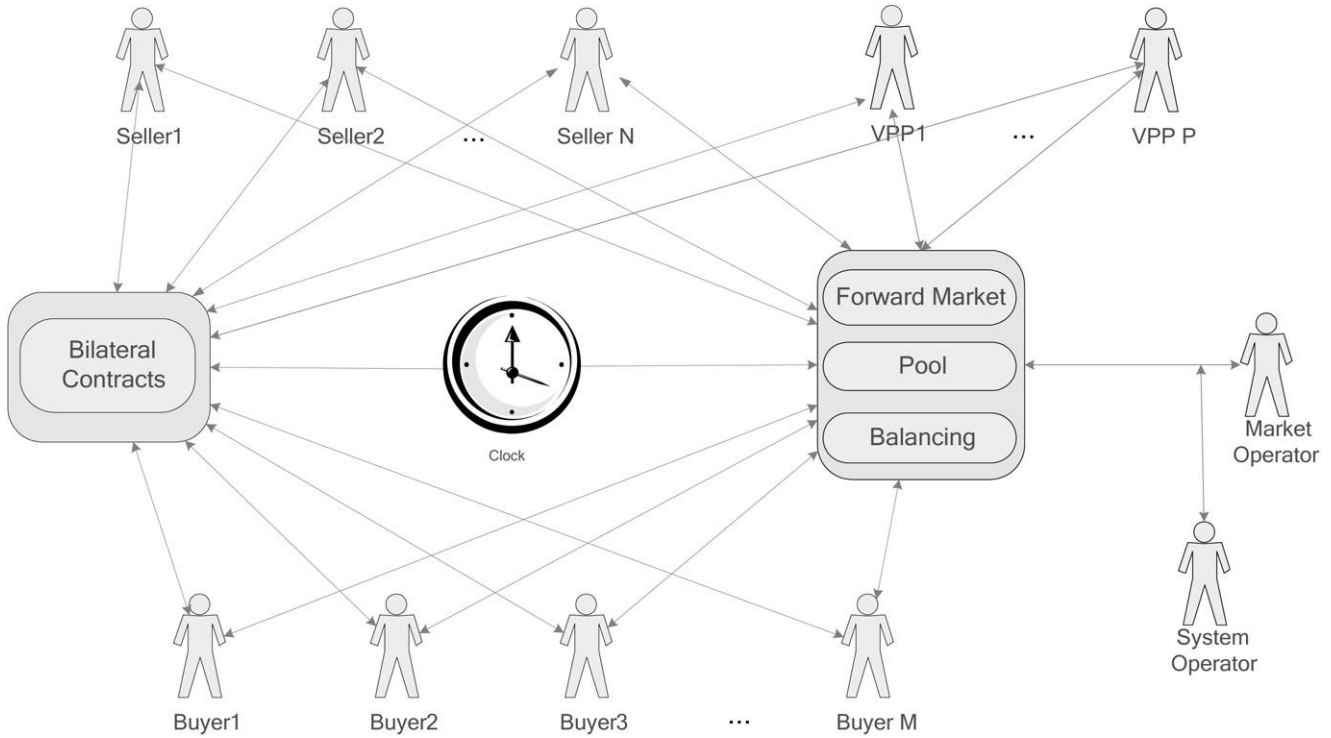 Seller1
Seller2
...
Seller N
VPP1
...
VPP P
Forward Market
Bilateral
Contracts
Pool
Balancing
Clock
Market
Operator
System
Operator
Buyer1
Buyer2
Buyer3
...
Buyer M